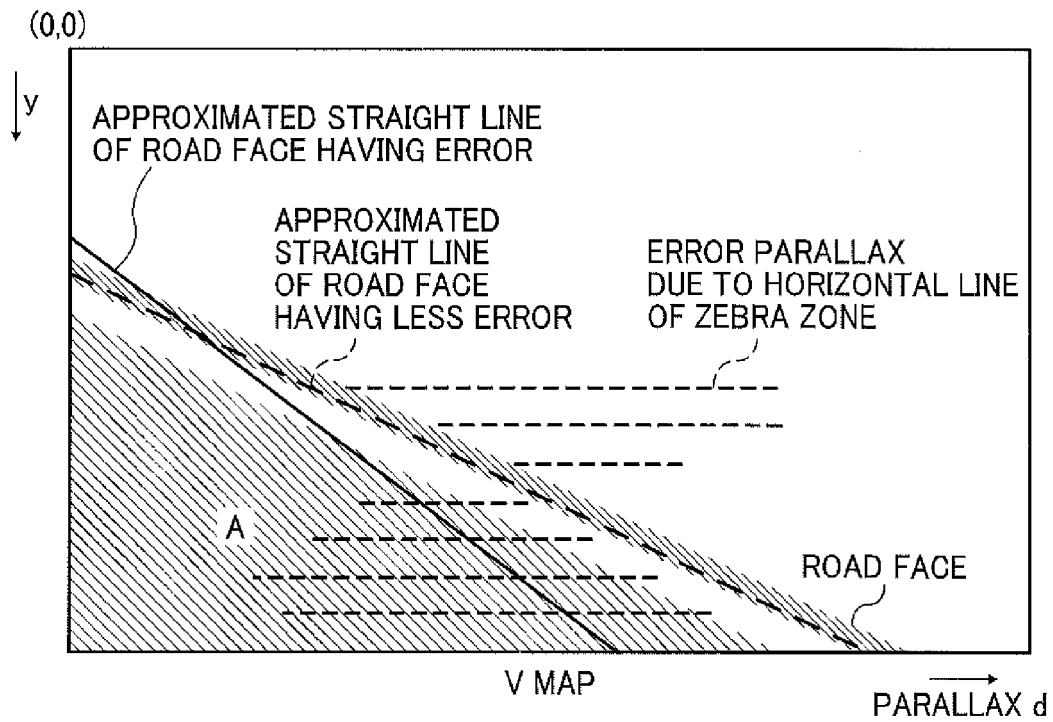 (0,0)
y
APPROXIMATED STRAIGHT LINE
OF ROAD FACE HAVING ERROR
APPROXIMATED
STRAIGHT LINE
OF ROAD FACE
HAVING LESS ERROR
ERROR PARALLAX
DUE TO HORIZONTAL LINE
OF ZEBRA ZONE
A
ROAD FACE
V MAP
PARALLAX d